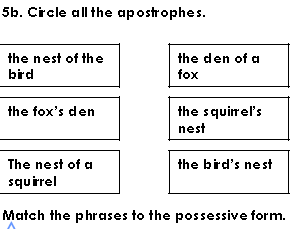 5b. Circle all the apostrophes.
the nest of the
bird
the den of a
fox
the fox's den
the squirrel's
nest
The nest of a
squirrel
the bird's nest
Match the phrases to the possessive form.